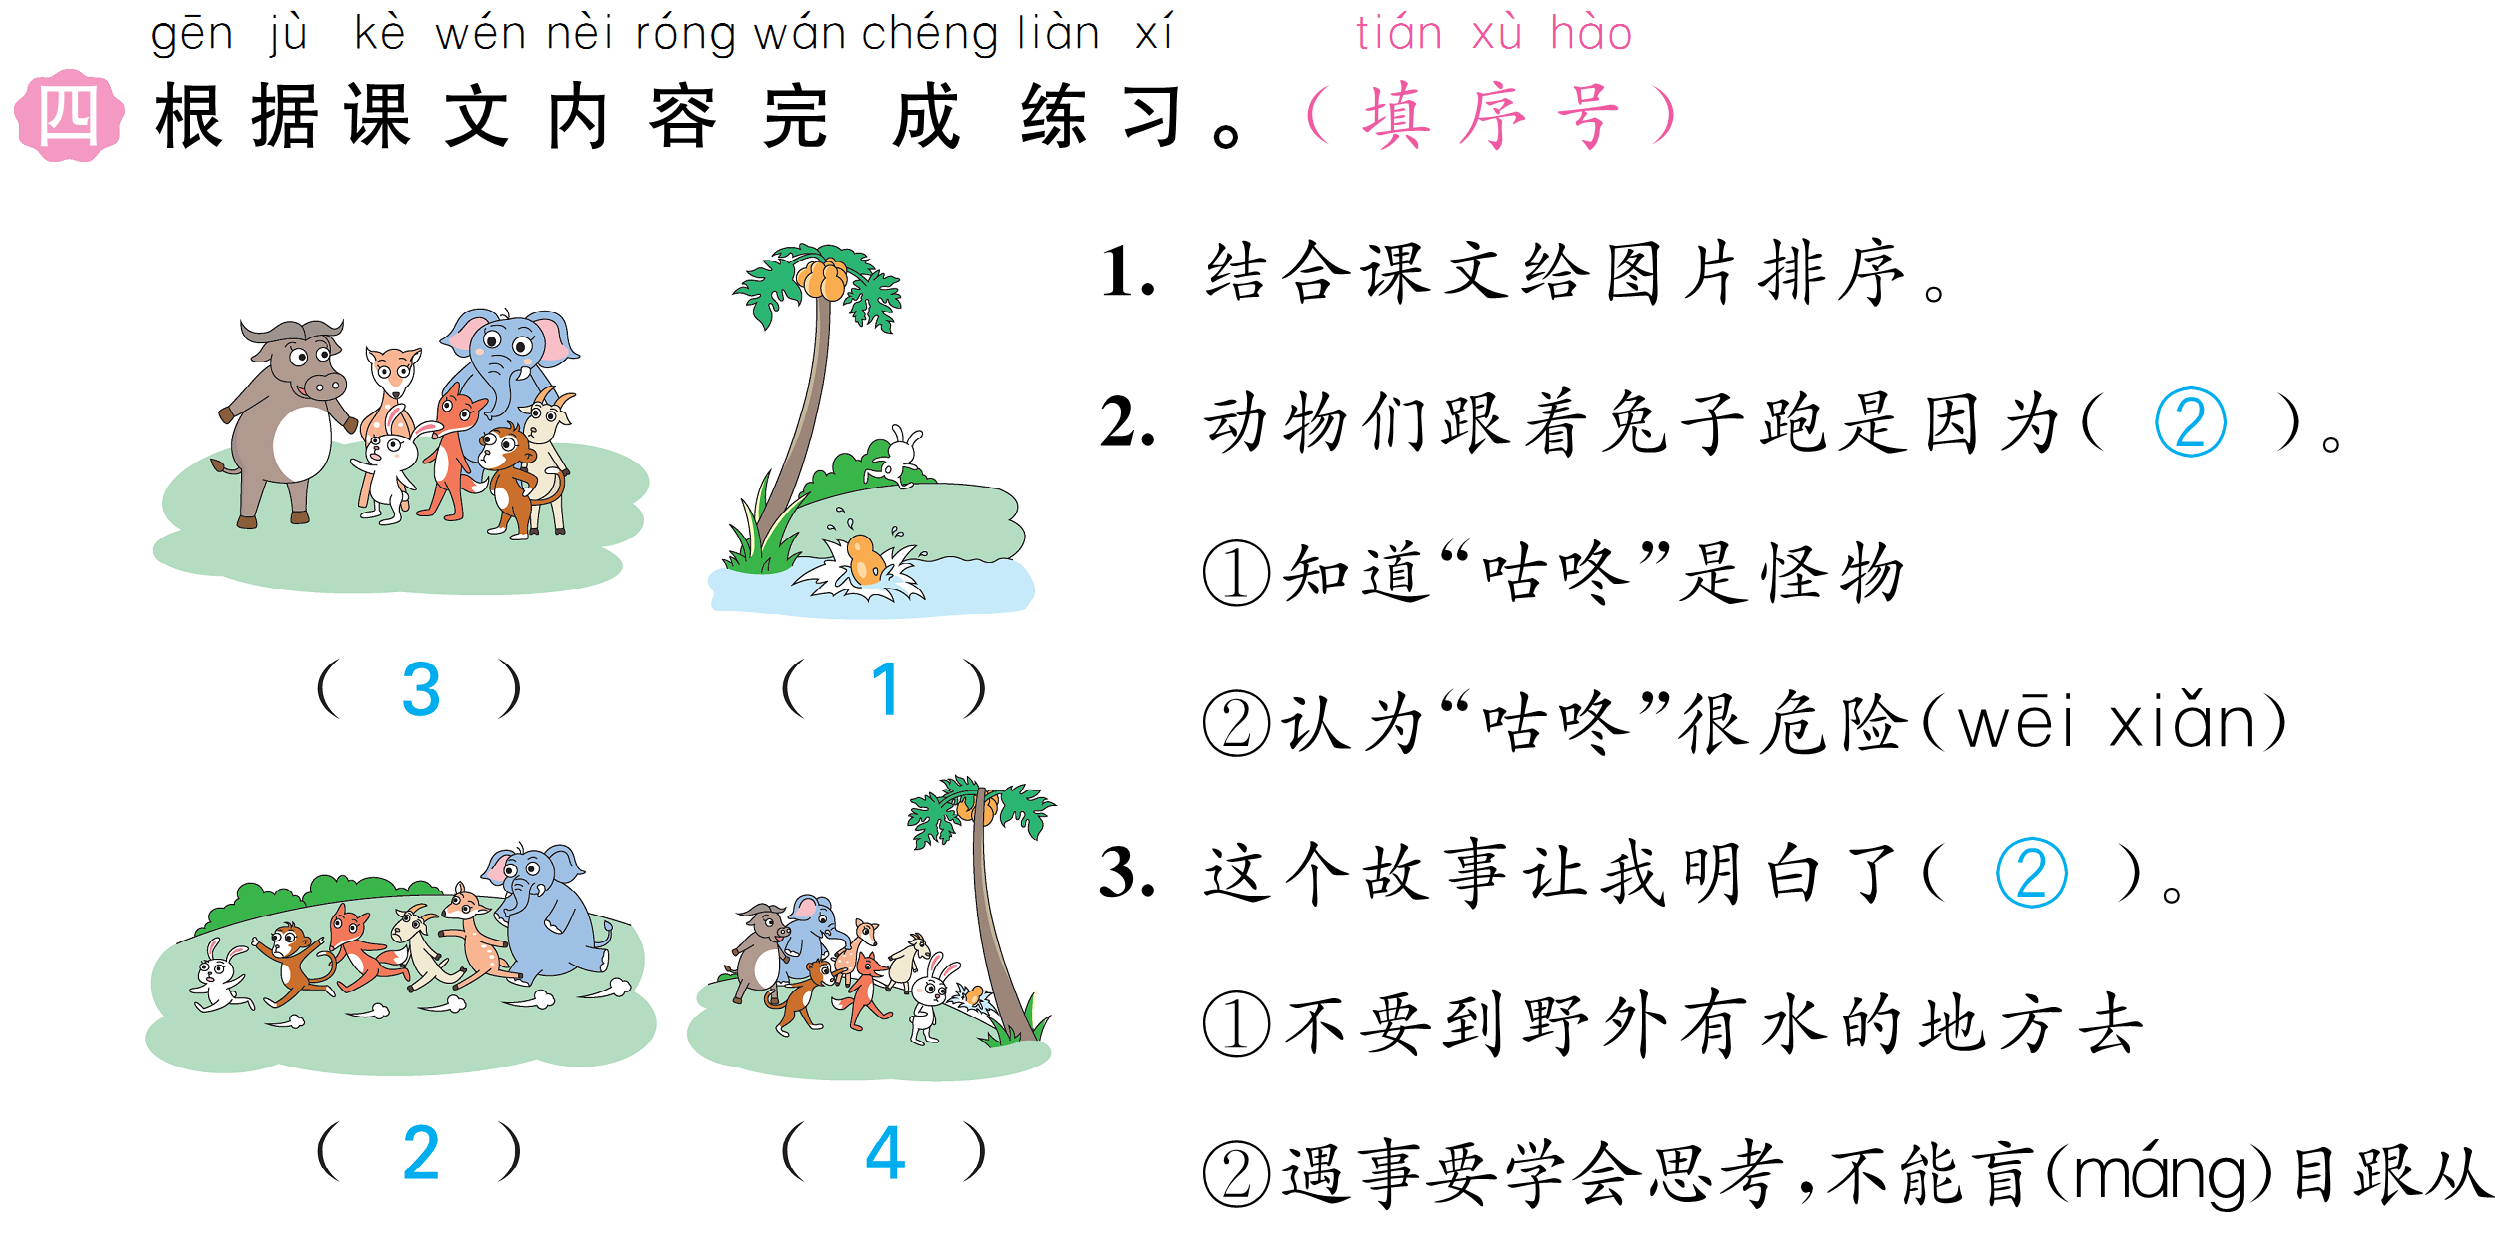 gēn jù kè wén nèi róng wán chéng liàn xí tián xù hào
四 根据课文内容完成练习。（填序号）
1. 结合课文给图片排序。
2. 动物们跟着兔子跑是因为（ ② ）。
①知道“咕咚”是怪物
（ 3 ） （ 1 ）
②认为“咕咚”很危险（wēi xiǎn）
3. 这个故事让我明白了（ ② ）。
①不要到野外有水的地方去
（ 2 ） （ 4 ）
②遇事要学会思考，不能盲（máng）目跟从